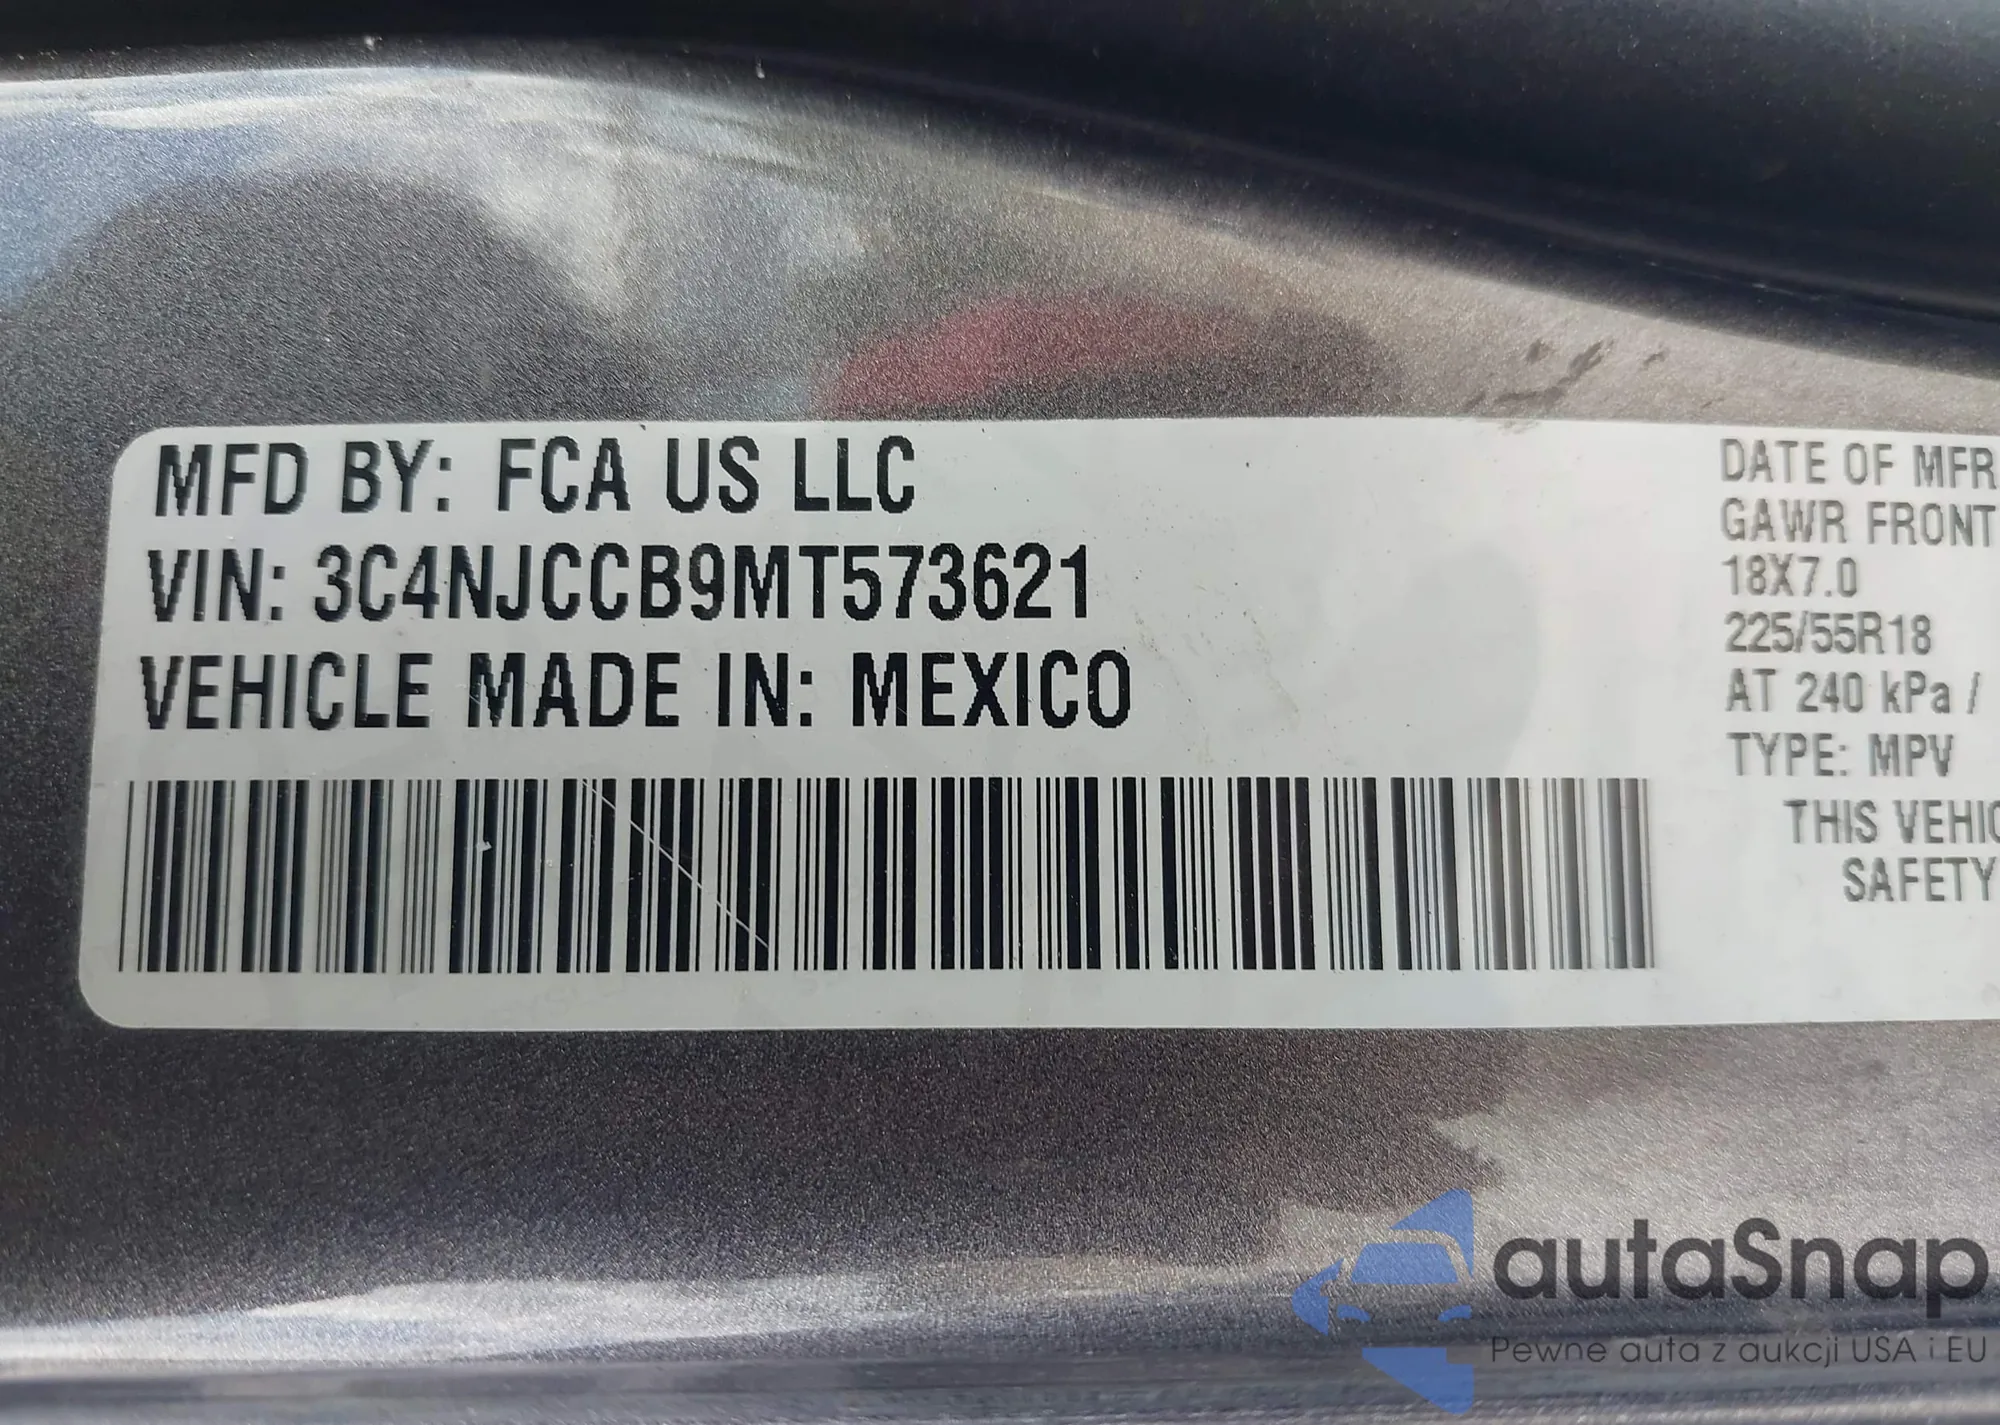 MFD BY: FCA US LLC
VIN: 3C4NJCCB9MT573621
VEHICLE MADE IN: MEXICO
DATE OF MFR
GAWR FRONT
18X7.0
225/55R18
AT 240 kPa /
TYPE: MPV
THIS VEHIC
SAFETY
autaSnap
Pewne auta z aukcji USA i EU